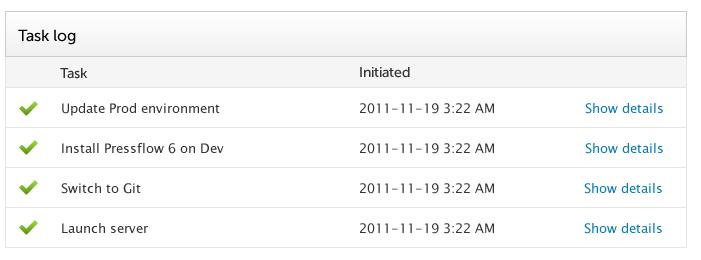 Task log
Task Initiated
Update Prod environment 2011-11-19 3:22 AM Show details
Install Pressflow 6 on Dev 2011-11-19 3:22 AM Show details
Switch to Git 2011-11-19 3:22 AM Show details
Launch server 2011-11-19 3:22 AM Show details